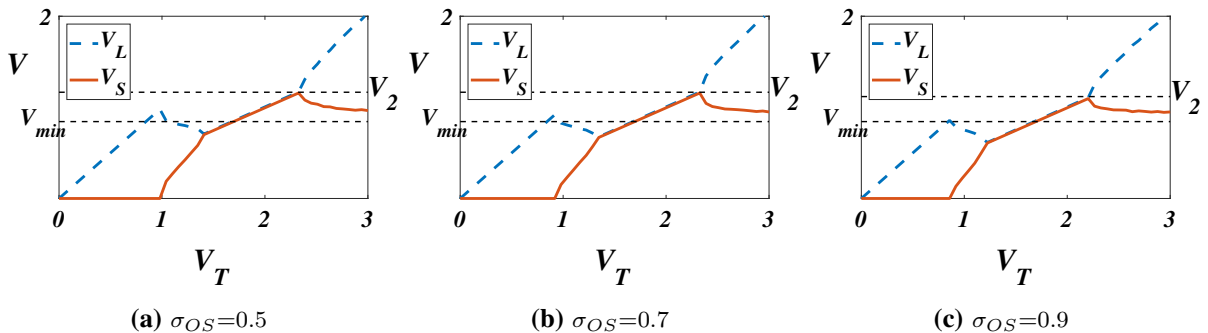 2
V
V_L
V_S
V_min
V_2
0 1 2 3
V_T
(a) σ_OS=0.5
2
V
V_L
V_S
V_min
V_2
0 1 2 3
V_T
(b) σ_OS=0.7
2
V
V_L
V_S
V_min
V_2
0 1 2 3
V_T
(c) σ_OS=0.9